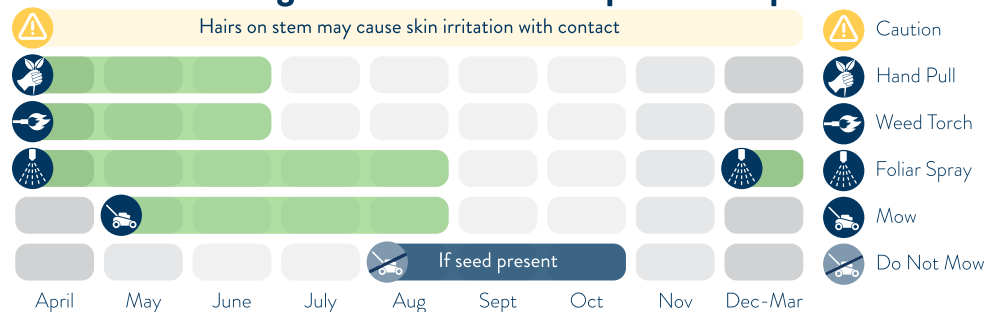 Hairs on stem may cause skin irritation with contact
Caution
Hand Pull
Weed Torch
Foliar Spray
Mow
If seed present
Do Not Mow
April May June July Aug Sept Oct Nov Dec-Mar